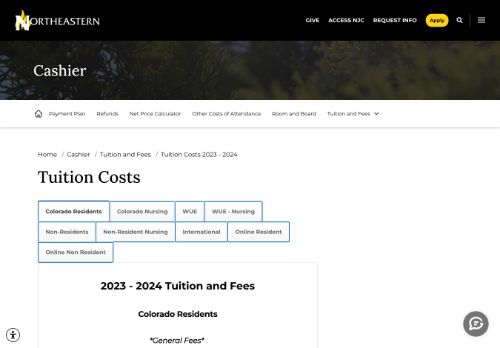 NORTHEASTERN
GIVE ACCESS NJC REQUEST INFO Apply
Cashier
Payment Plan Refunds Net Price Calculator Other Costs of Attendance Room and Board Tuition and Fees
Home / Cashier / Tuition and Fees / Tuition Costs 2023 - 2024
Tuition Costs
Colorado Residents Colorado Nursing WUE WUE - Nursing
Non-Residents Non-Resident Nursing International Online Resident
Online Non Resident
2023 - 2024 Tuition and Fees
Colorado Residents
*General Fees*